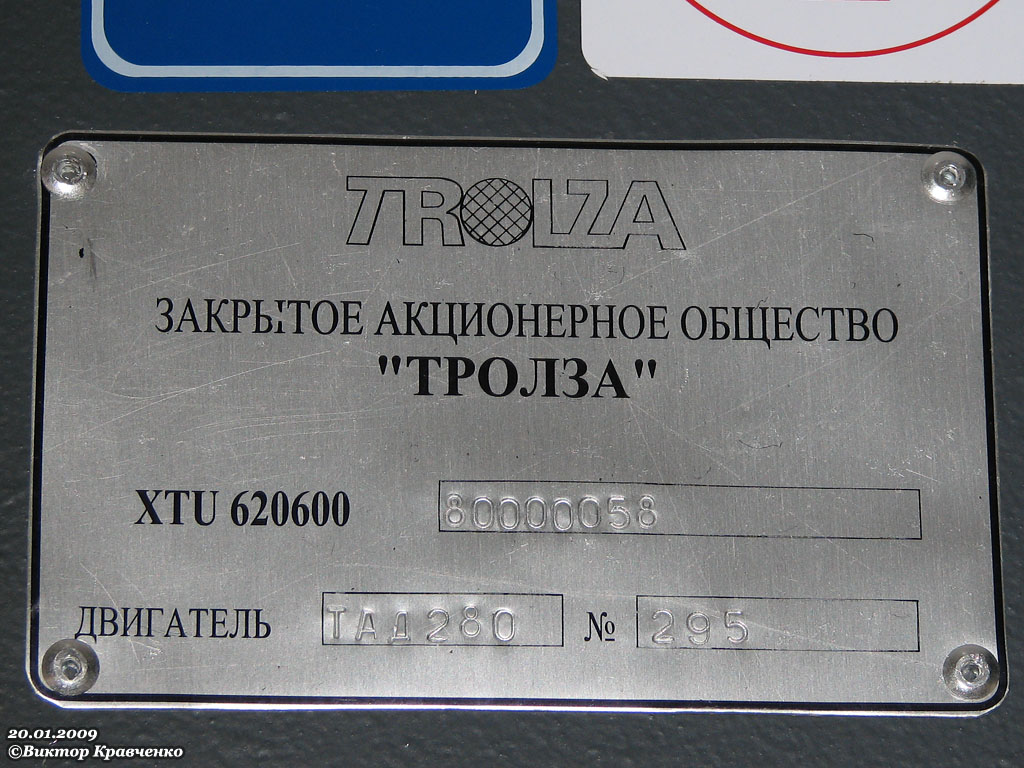 TROLZA
ЗАКРЫТОЕ АКЦИОНЕРНОЕ ОБЩЕСТВО
"ТРОЛЗА"
XTU 620600 80000058
ДВИГАТЕЛЬ ТАД280 № 295
20.01.2009
©Виктор Кравченко